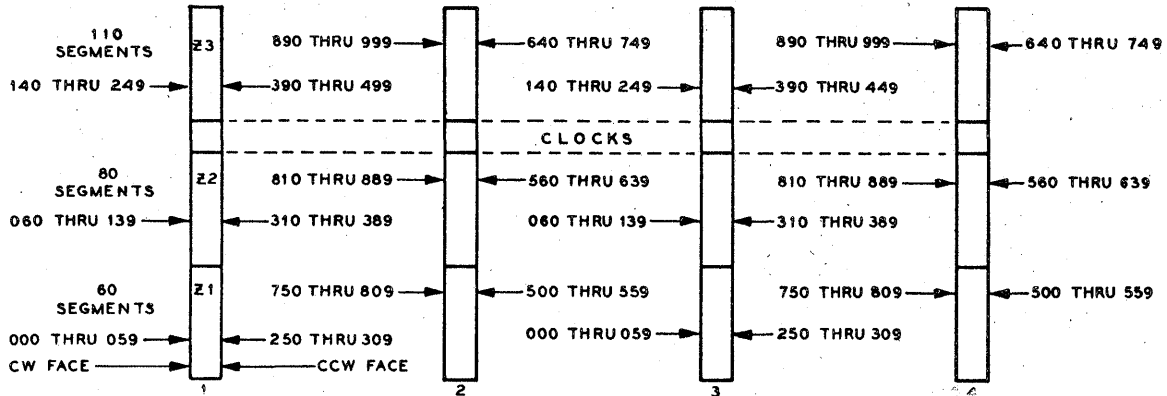 110 SEGMENTS Z3 890 THRU 999 640 THRU 749 890 THRU 999 640 THRU 749
140 THRU 249 390 THRU 499 140 THRU 249 390 THRU 449
CLOCKS
80 SEGMENTS Z2 810 THRU 889 560 THRU 639 810 THRU 889 560 THRU 639
060 THRU 139 310 THRU 389 060 THRU 139 310 THRU 389
60 SEGMENTS Z1 750 THRU 809 500 THRU 559 750 THRU 809 500 THRU 559
000 THRU 059 250 THRU 309 000 THRU 059 250 THRU 309
CW FACE CCW FACE
1 2 3